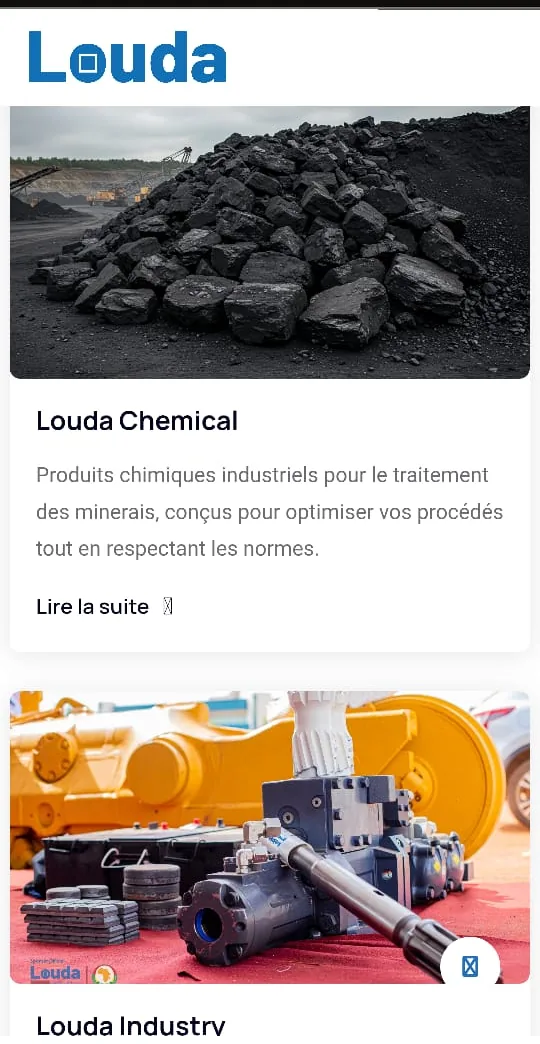 Louda
Louda Chemical
Produits chimiques industriels pour le traitement
des minerais, conçus pour optimiser vos procédés
tout en respectant les normes.
Lire la suite
Louda
Louda Industry